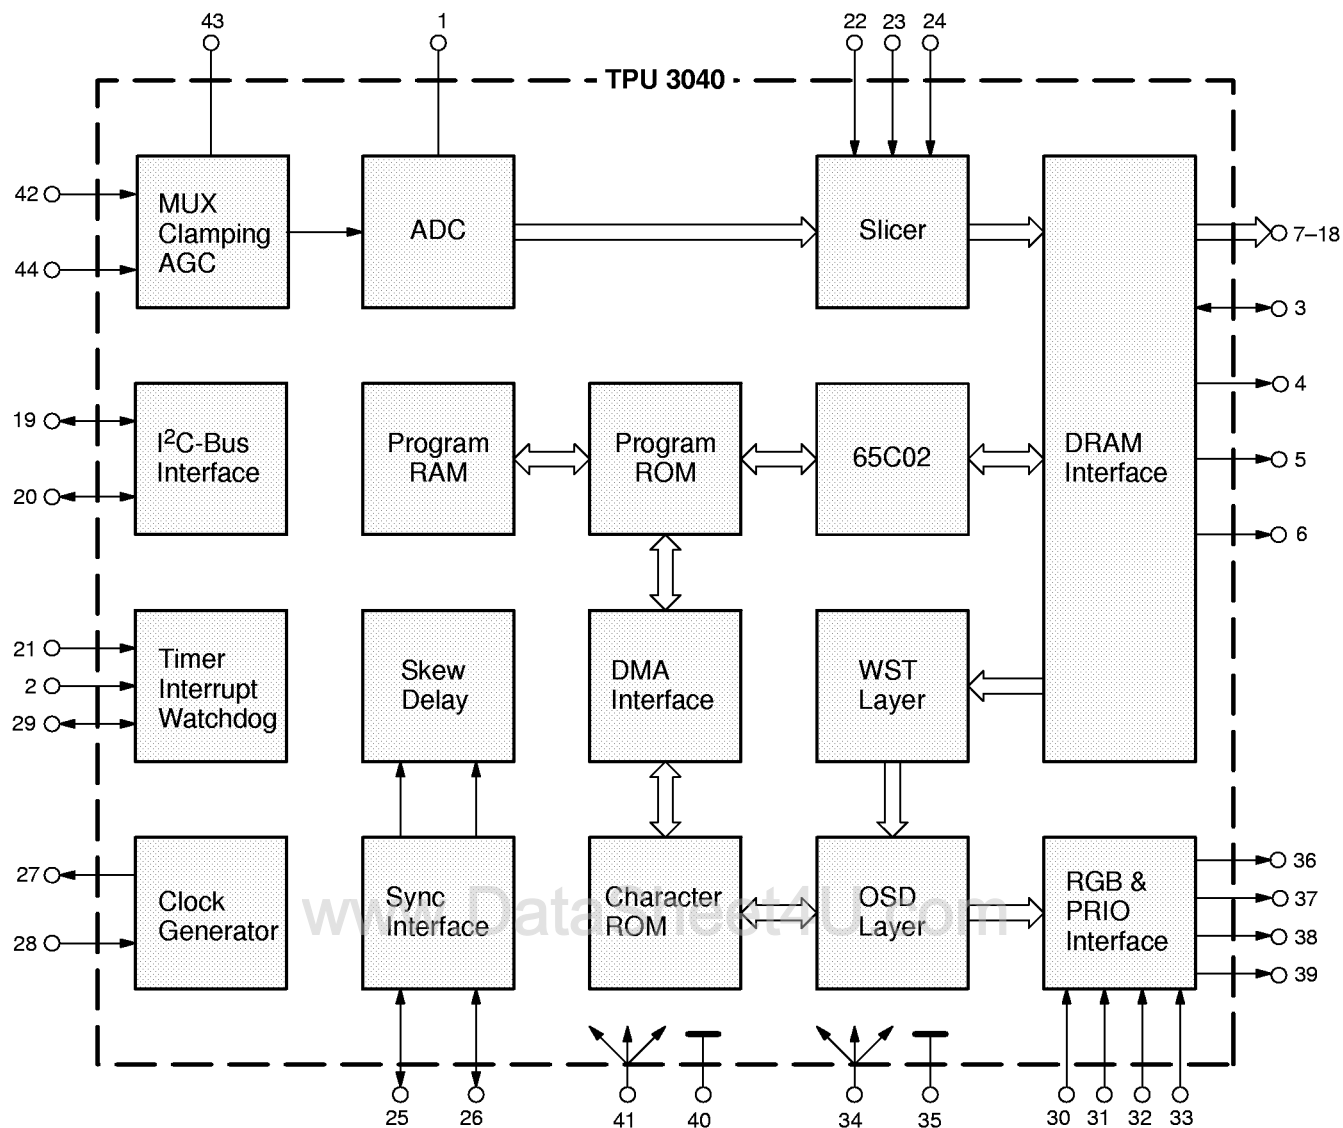 43
1
22
23
24
TPU 3040
42
44
MUX
Clamping
AGC
ADC
Slicer
7–18
3
4
5
6
19
20
I²C-Bus
Interface
Program
RAM
Program
ROM
65C02
DRAM
Interface
21
2
29
Timer
Interrupt
Watchdog
Skew
Delay
DMA
Interface
WST
Layer
27
28
Clock
Generator
Sync
Interface
Character
ROM
OSD
Layer
RGB &
PRIO
Interface
36
37
38
39
www.DataSheet4U.com
25
26
41
40
34
35
30
31
32
33